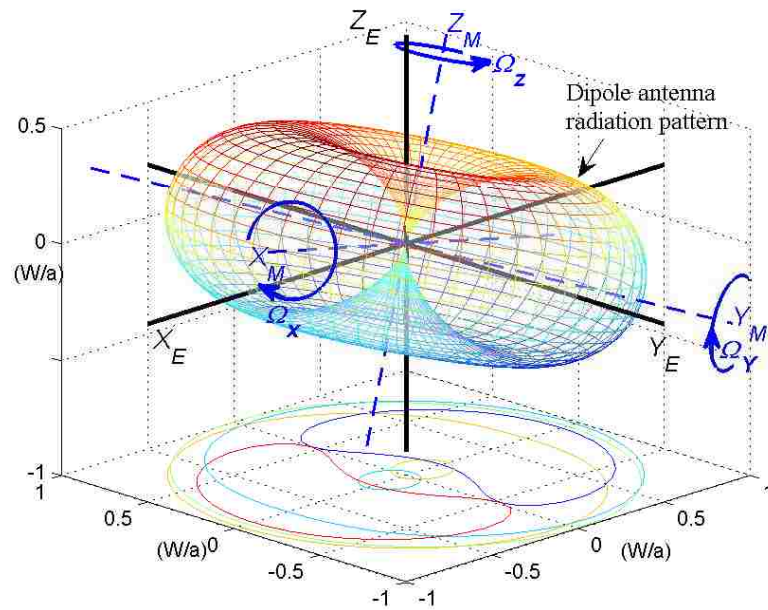 Z_E
Z_M
Ω_Z
Dipole antenna
radiation pattern
0.5
0
(W/a)
X_M
Ω_X
X_E
Y_E
-Y_M
Ω_Y
-1
1
0.5
(W/a)
0
-0.5
-1
-1
-0.5
0
(W/a)
0.5
1